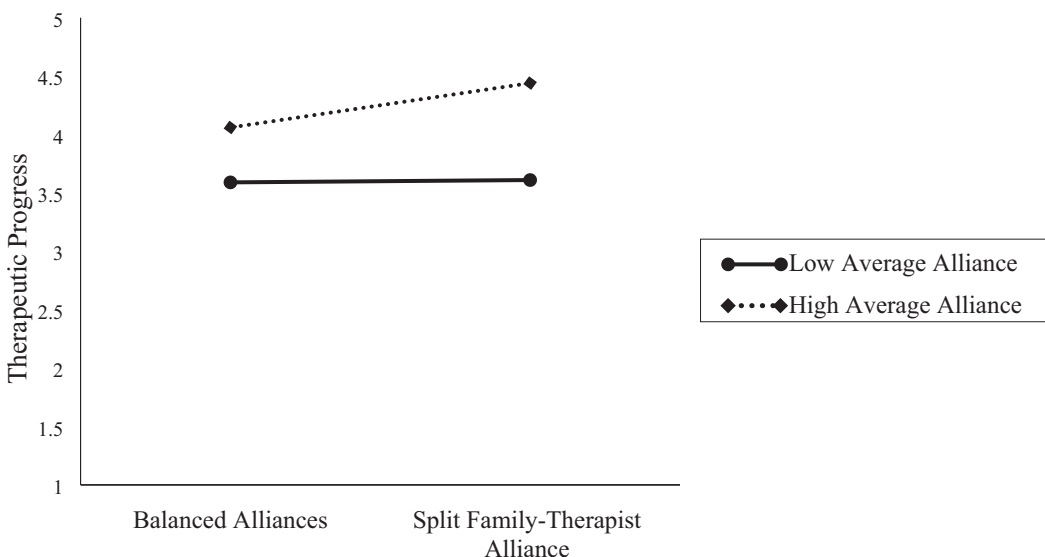 5
4.5
4
3.5
3
2.5
2
1.5
1
Therapeutic Progress
Balanced Alliances
Split Family-Therapist
Alliance
Low Average Alliance
High Average Alliance